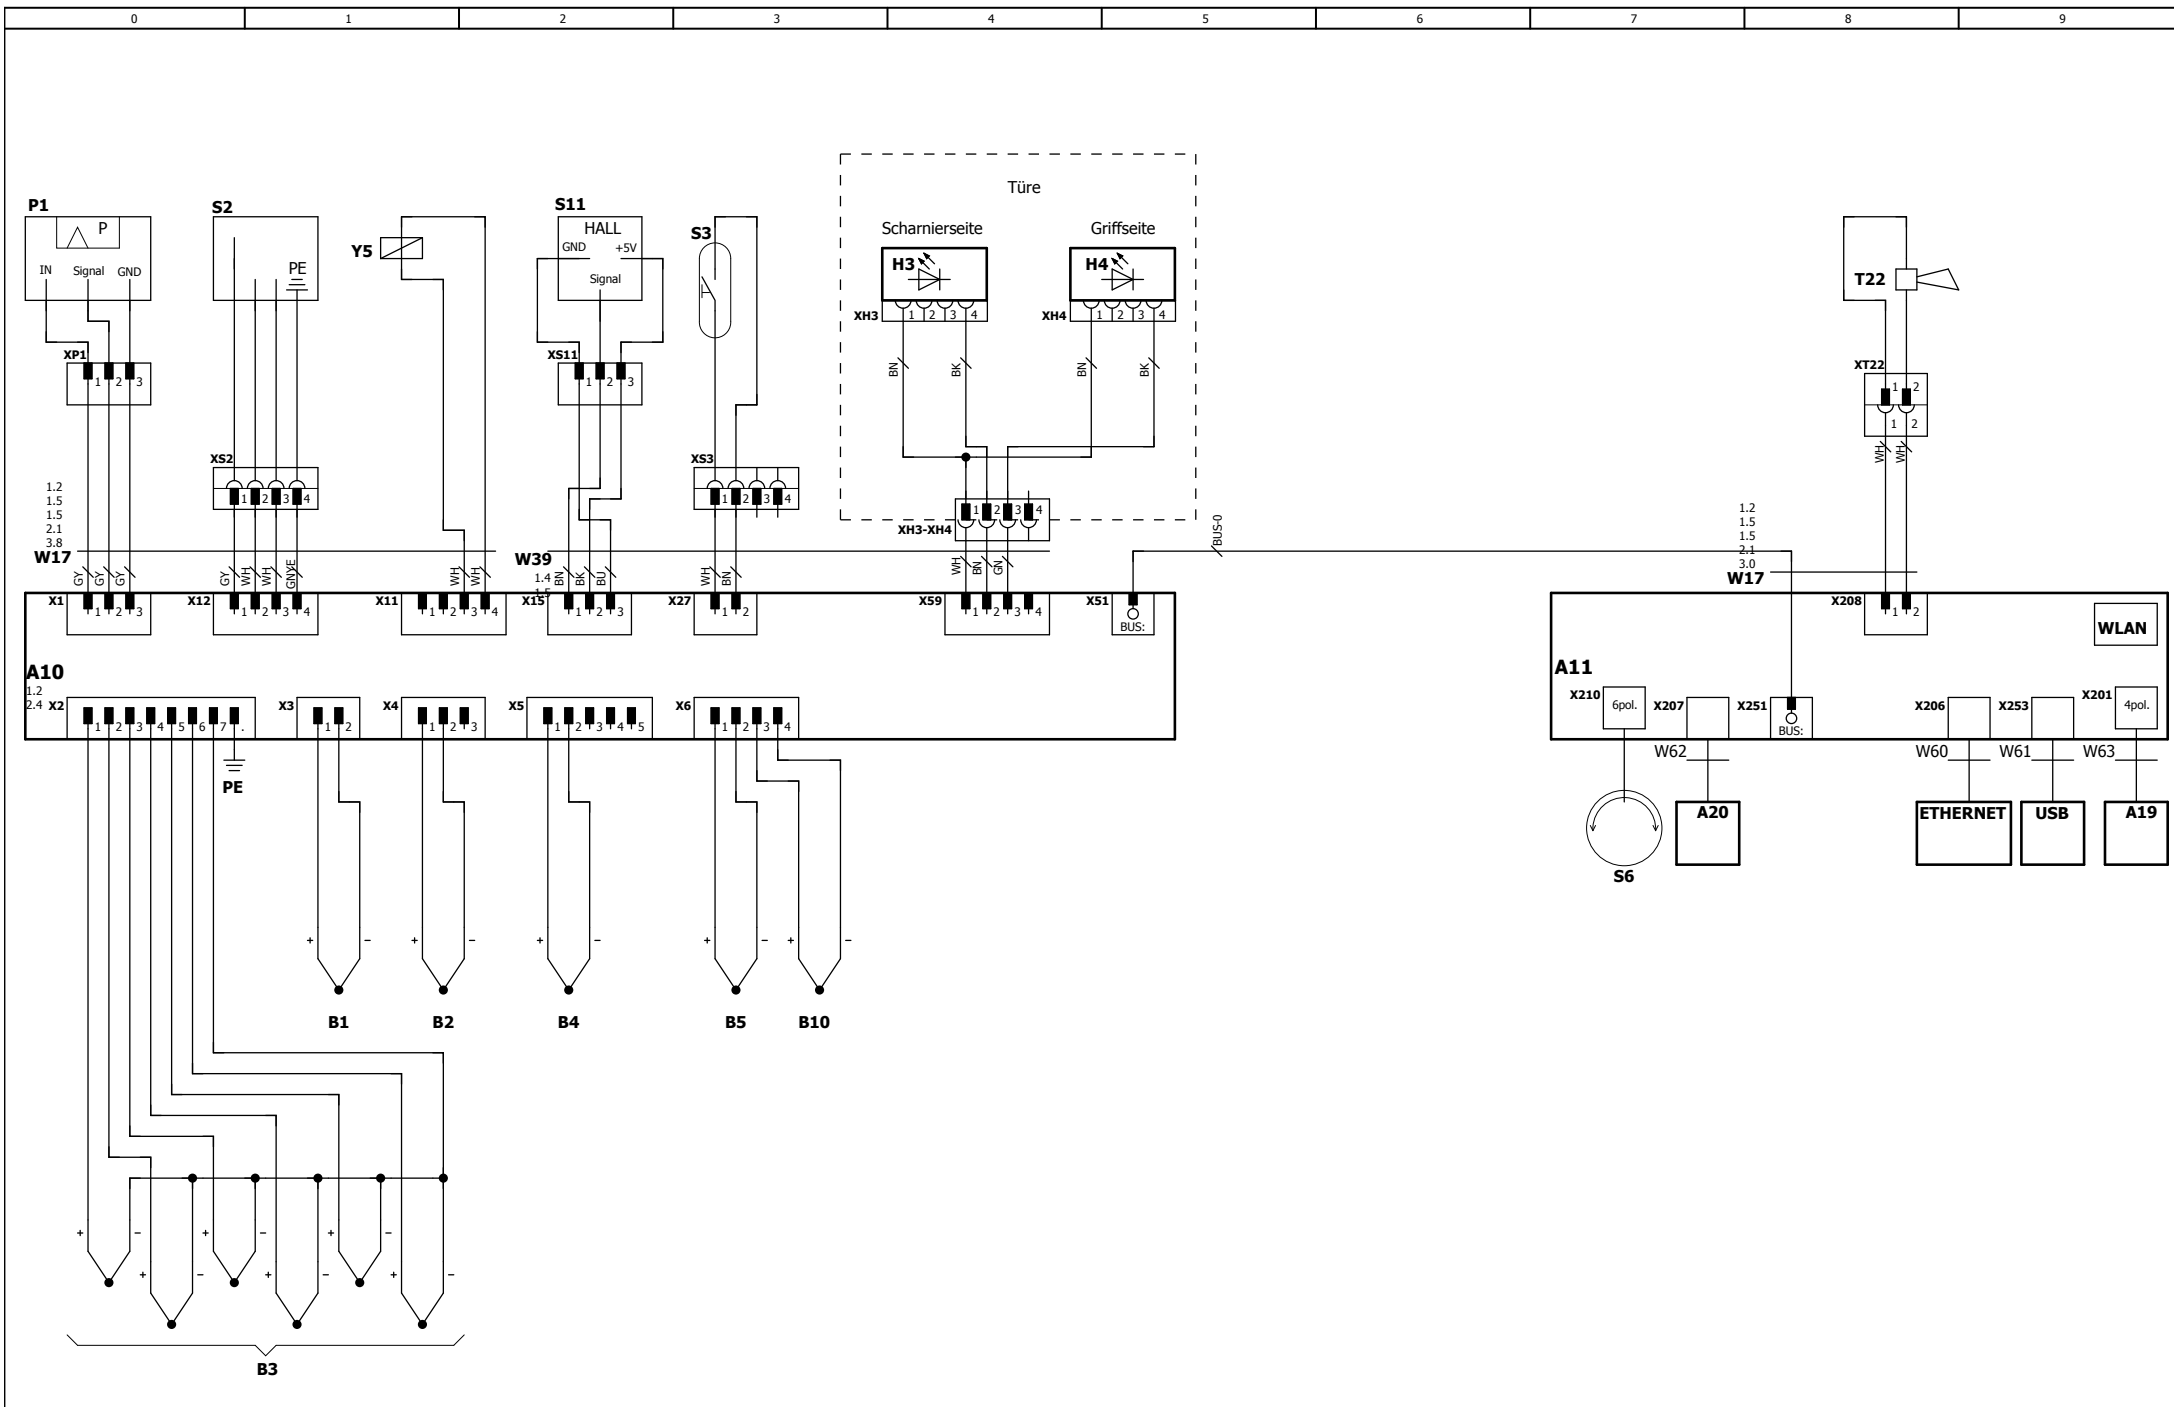 0 1 2 3 4 5 6 7 8 9
Türe
P1 S2 S11 S3
P HALL
Scharnierseite Griffseite
Y5 GND +5V
IN Signal GND PE Signal
H3 H4 T22
XH3 1 2 3 4 XH4 1 2 3 4
XP1 1 2 3 XS11 1 2 3
BN BK BN BK
XT22 1 2
1 2
WH WH
XS2 1 2 3 4 XS3 1 2 3 4
XH3-XH4 1 2 3 4
BUS-0
1.2
1.5
1.5
2.1
3.8
W17
W39
1.4
1.5
1.2
1.5
1.5
2.1
3.0
W17
GY GY GY GY WH WH GNYE WH WH BN BK BU WH BN WH BN GN
X1 1 2 3 X12 1 2 3 4 X11 1 2 3 4 X15 1 2 3 X27 1 2 X59 1 2 3 4 X51 BUS: X208 1 2
WLAN
A10
1.2
2.4
A11
X2 1 2 3 4 5 6 7 . X3 1 2 X4 1 2 3 X5 1 2 3 4 5 X6 1 2 3 4
X210 6pol. X207 X251 BUS: X206 X253 X201 4pol.
W62 W60 W61 W63
PE
A20 ETHERNET USB A19
S6
+ - + - + - + - -
B1 B2 B4 B5 B10
+ - + - + -
+ - + - + -
B3